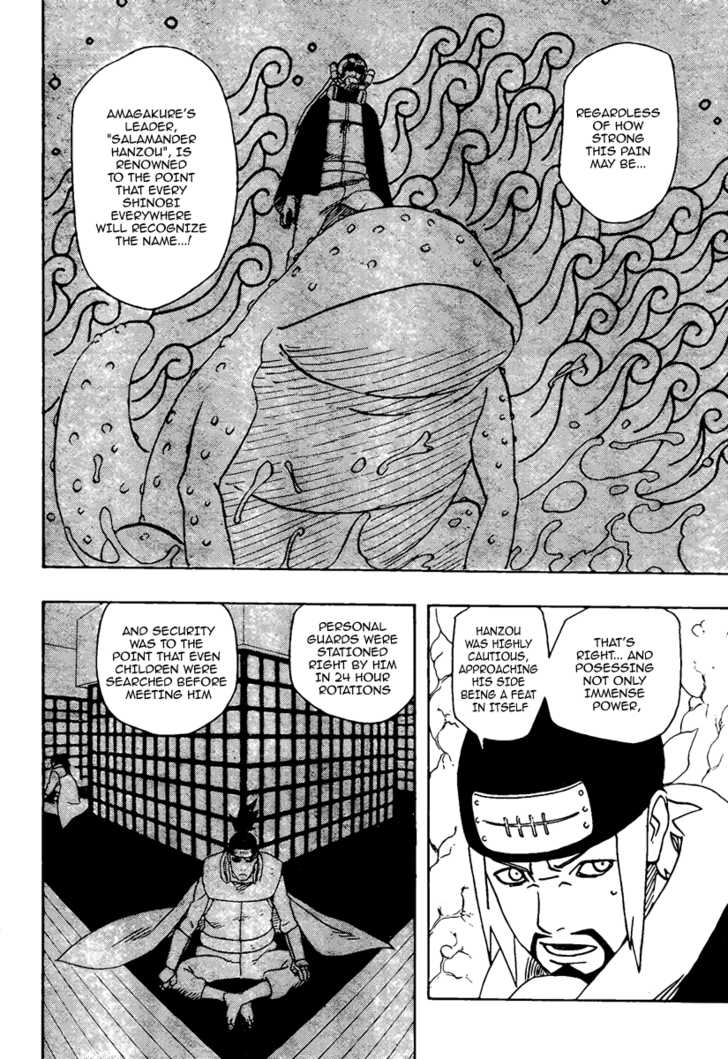 REGARDLESS
OF HOW
STRONG
THIS PAIN
MAY BE...
AMAGAKURE'S
LEADER,
"SALAMANDER
HANZOU", IS
RENOWNED
TO THE POINT
THAT EVERY
SHINOBI
EVERYWHERE
WILL RECOGNIZE
THE NAME...!
THAT'S
RIGHT... AND
POSESSING
NOT ONLY
IMMENSE
POWER,
HANZOU
WAS HIGHLY
CAUTIOUS,
APPROACHING
HIS SIDE
BEING A FEAT
IN ITSELF
PERSONAL
GUARDS WERE
STATIONED
RIGHT BY HIM
IN 24 HOUR
ROTATIONS
AND SECURITY
WAS TO THE
POINT THAT EVEN
CHILDREN WERE
SEARCHED BEFORE
MEETING HIM